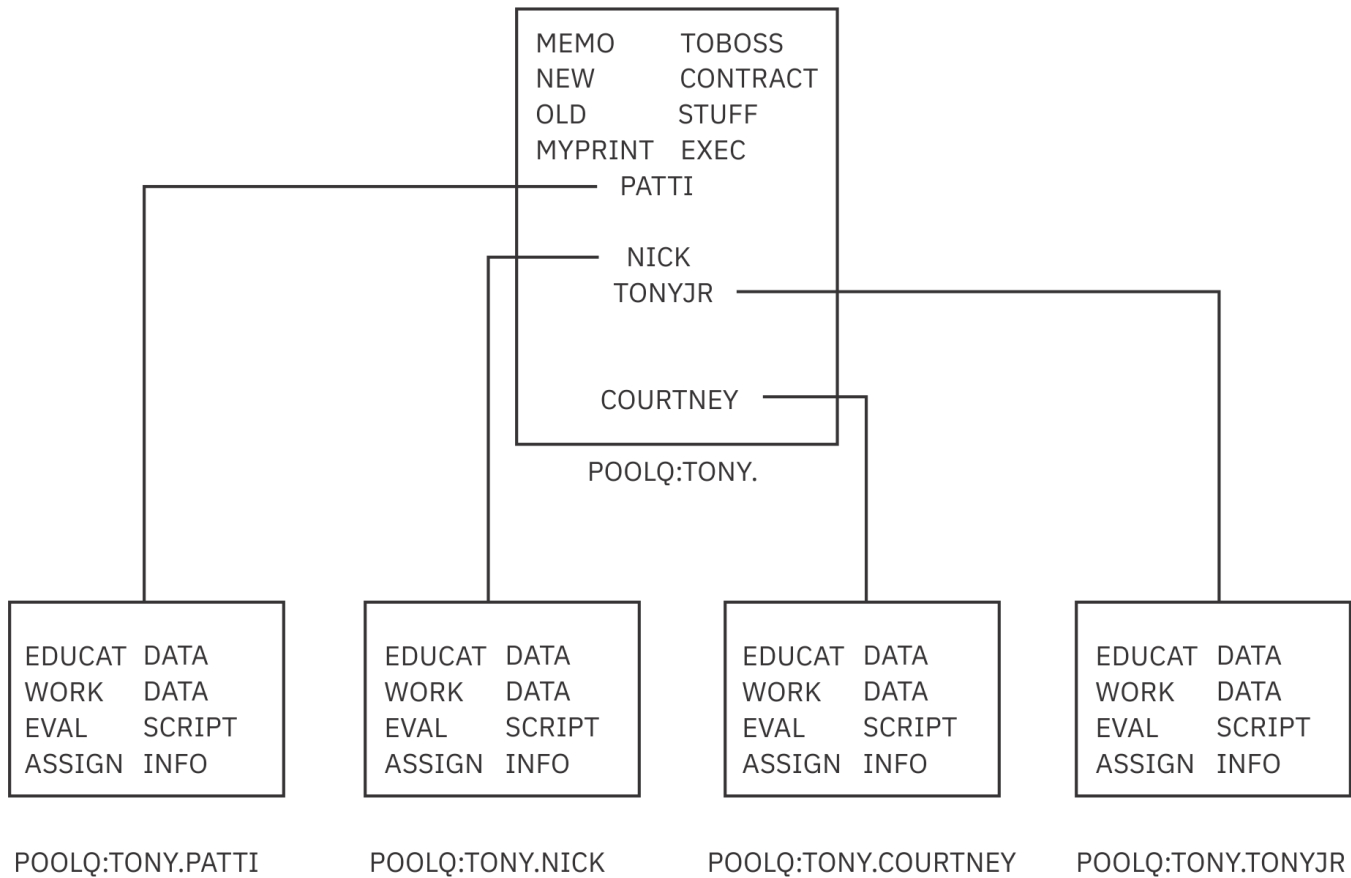 MEMO TOBOSS
NEW CONTRACT
OLD STUFF
MYPRINT EXEC
PATTI
NICK
TONYJR
COURTNEY
POOLQ:TONY.
EDUCAT DATA
WORK DATA
EVAL SCRIPT
ASSIGN INFO
POOLQ:TONY.PATTI
EDUCAT DATA
WORK DATA
EVAL SCRIPT
ASSIGN INFO
POOLQ:TONY.NICK
EDUCAT DATA
WORK DATA
EVAL SCRIPT
ASSIGN INFO
POOLQ:TONY.COURTNEY
EDUCAT DATA
WORK DATA
EVAL SCRIPT
ASSIGN INFO
POOLQ:TONY.TONYJR